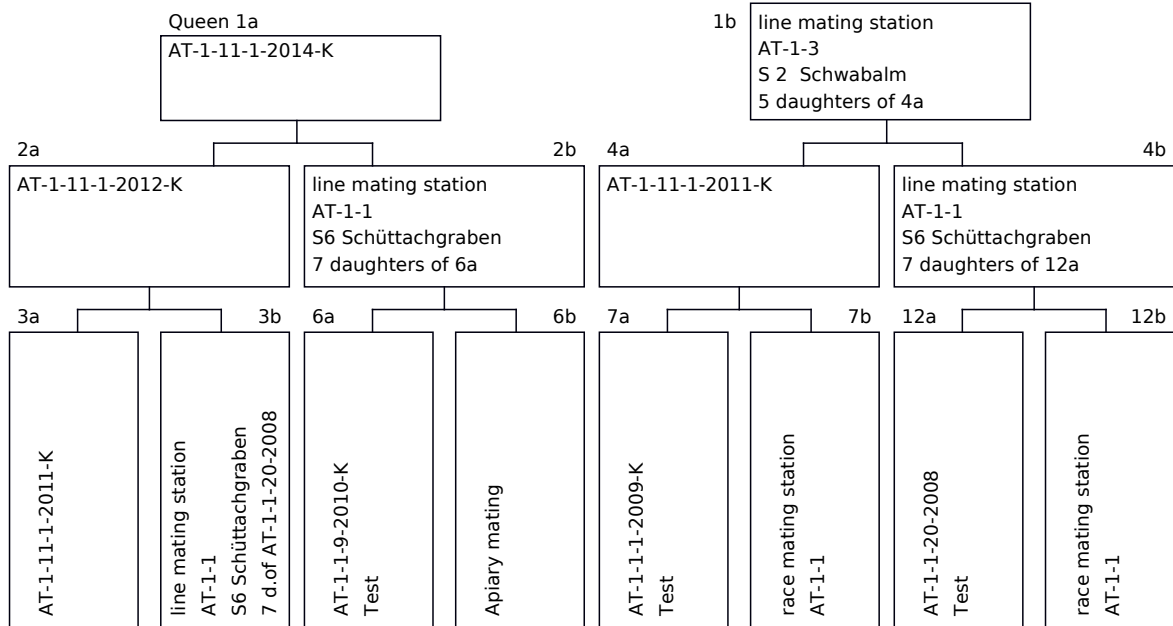 Queen 1a
AT-1-11-1-2014-K
1b
line mating station
AT-1-3
S 2 Schwabalm
5 daughters of 4a
2a
AT-1-11-1-2012-K
2b
line mating station
AT-1-1
S6 Schüttachgraben
7 daughters of 6a
4a
AT-1-11-1-2011-K
4b
line mating station
AT-1-1
S6 Schüttachgraben
7 daughters of 12a
3a
AT-1-11-1-2011-K
3b
line mating station
AT-1-1
S6 Schüttachgraben
7 d.of AT-1-1-20-2008
6a
AT-1-1-9-2010-K
Test
6b
Apiary mating
7a
AT-1-1-1-2009-K
Test
7b
race mating station
AT-1-1
12a
AT-1-1-20-2008
Test
12b
race mating station
AT-1-1